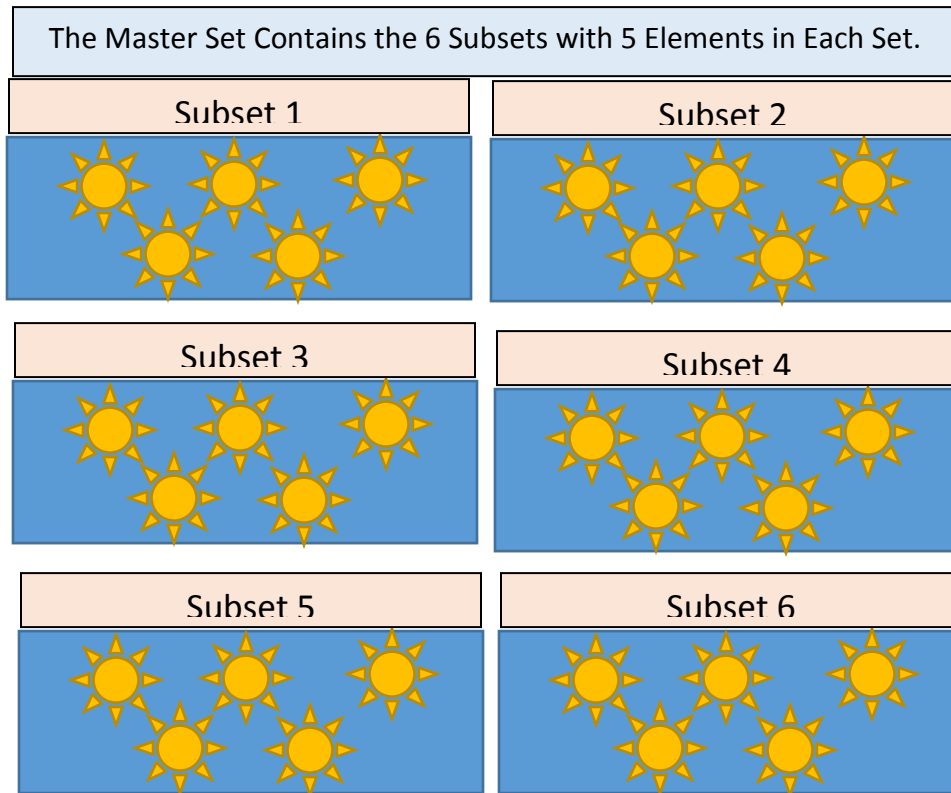 The Master Set Contains the 6 Subsets with 5 Elements in Each Set.
Subset 1
Subset 2
Subset 3
Subset 4
Subset 5
Subset 6